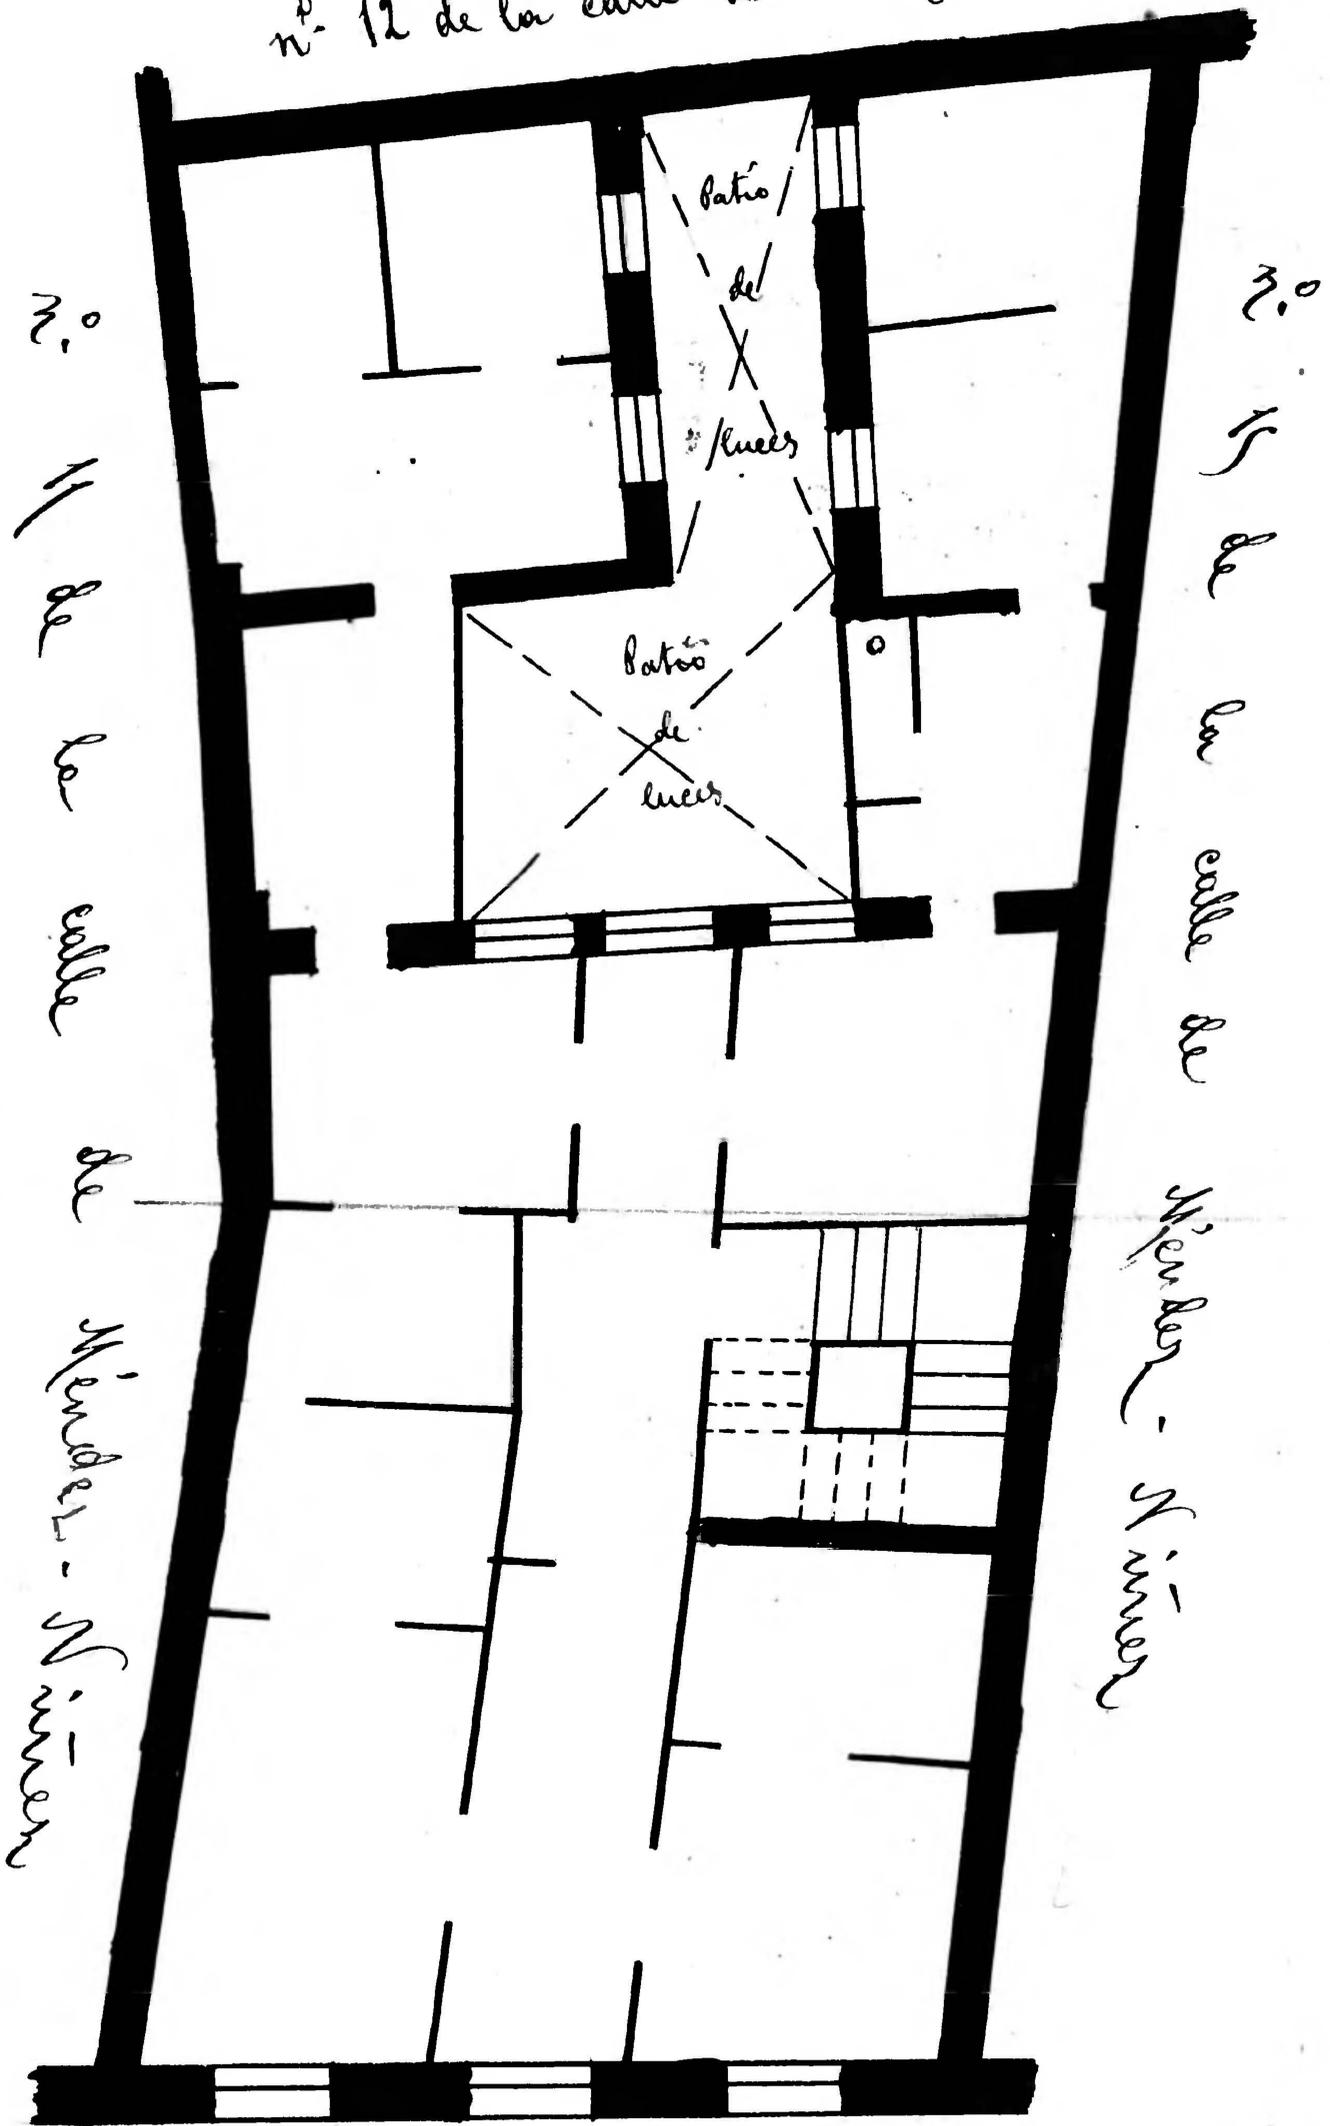 nº 12 de la calle
Patio
de
luces
Patio
de
luces
n.º 11 de la calle de Méndez-Núñez
n.º 15 de la calle de Méndez-Núñez